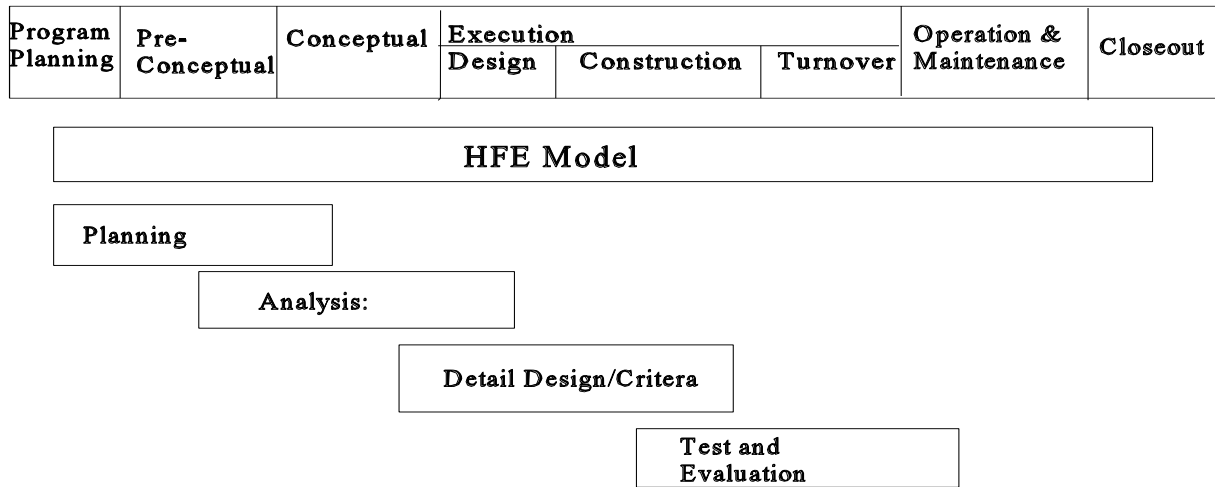 Program
Planning
Pre-
Conceptual
Conceptual
Execution
Design
Construction
Turnover
Operation &
Maintenance
Closeout
HFE Model
Planning
Analysis:
Detail Design/Critera
Test and
Evaluation